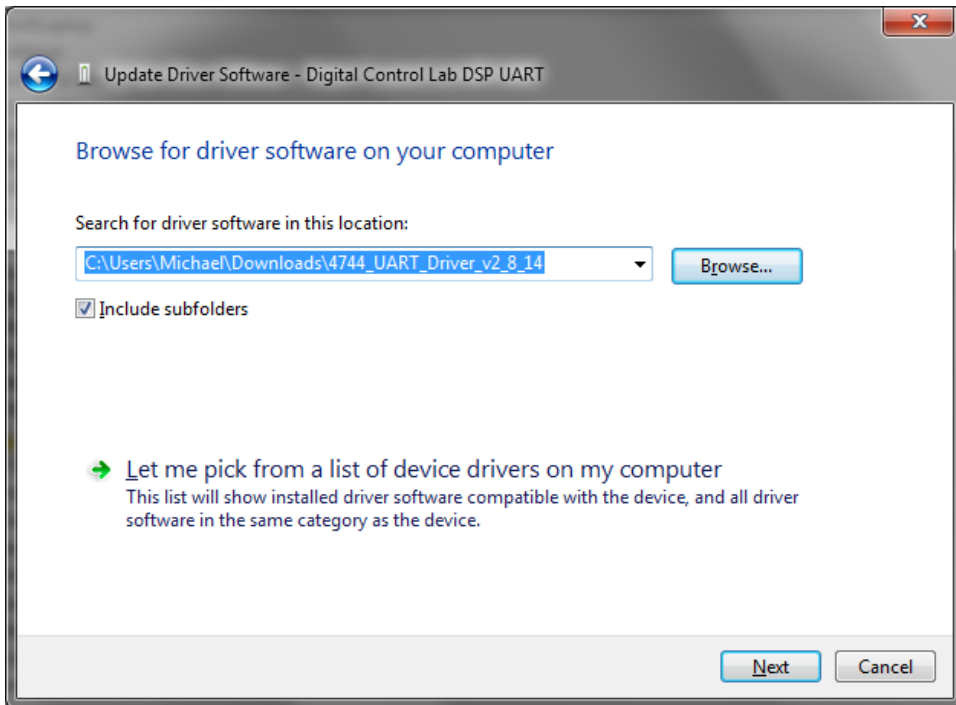 Update Driver Software - Digital Control Lab DSP UART
Browse for driver software on your computer
Search for driver software in this location:
C:\Users\Michael\Downloads\4744_UART_Driver_v2_8_14
Browse...
Include subfolders
Let me pick from a list of device drivers on my computer
This list will show installed driver software compatible with the device, and all driver
software in the same category as the device.
Next
Cancel